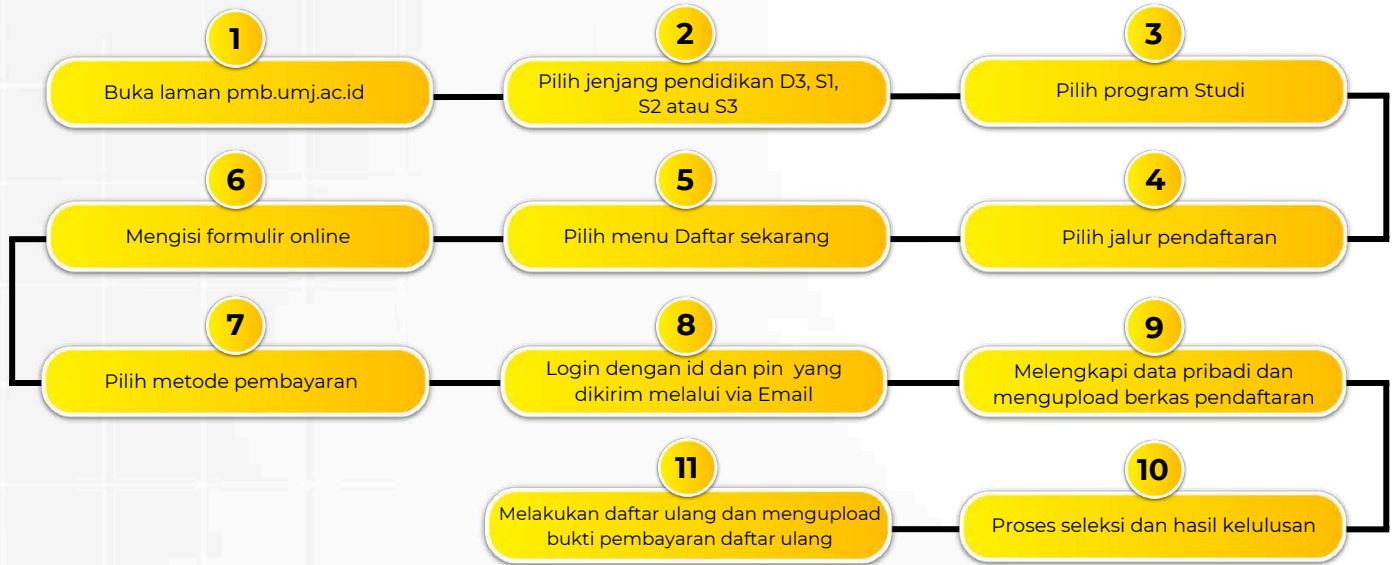 1
Buka laman pmb.umj.ac.id
2
Pilih jenjang pendidikan D3, S1,
S2 atau S3
3
Pilih program Studi
4
Pilih jalur pendaftaran
5
Pilih menu Daftar sekarang
6
Mengisi formulir online
7
Pilih metode pembayaran
8
Login dengan id dan pin yang
dikirim melalui via Email
9
Melengkapi data pribadi dan
mengupload berkas pendaftaran
10
Proses seleksi dan hasil kelulusan
11
Melakukan daftar ulang dan mengupload
bukti pembayaran daftar ulang